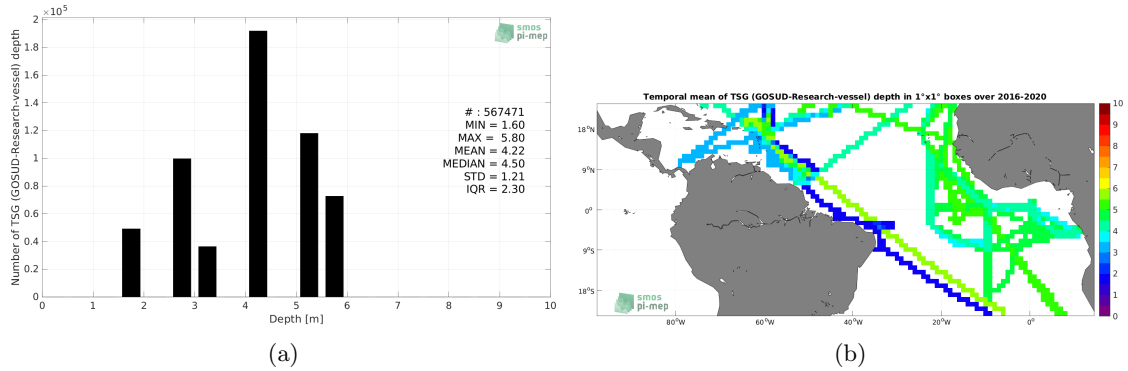 2
×10⁵
1.8
1.6
1.4
1.2
1
0.8
0.6
0.4
0.2
0
Number of TSG (GOSUD-Research-vessel) depth
smos
pi-mep
# : 567471
MIN = 1.60
MAX = 5.80
MEAN = 4.22
MEDIAN = 4.50
STD = 1.21
IQR = 2.30
0 1 2 3 4 5 6 7 8 9 10
Depth [m]
(a)
Temporal mean of TSG (GOSUD-Research-vessel) depth in 1°x1° boxes over 2016-2020
18°N
9°N
0°
9°S
18°S
smos
pi-mep
80°W 60°W 40°W 20°W 0°
10
9
8
7
6
5
4
3
2
1
0
(b)